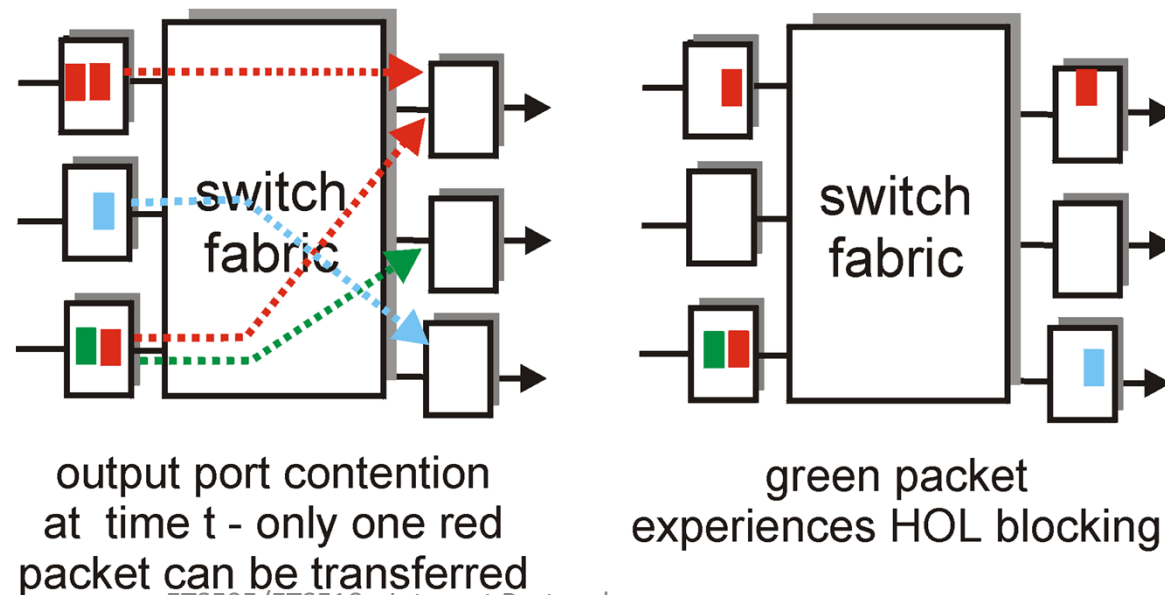 switch
fabric
switch
fabric
output port contention
at time t - only one red
packet can be transferred
green packet
experiences HOL blocking